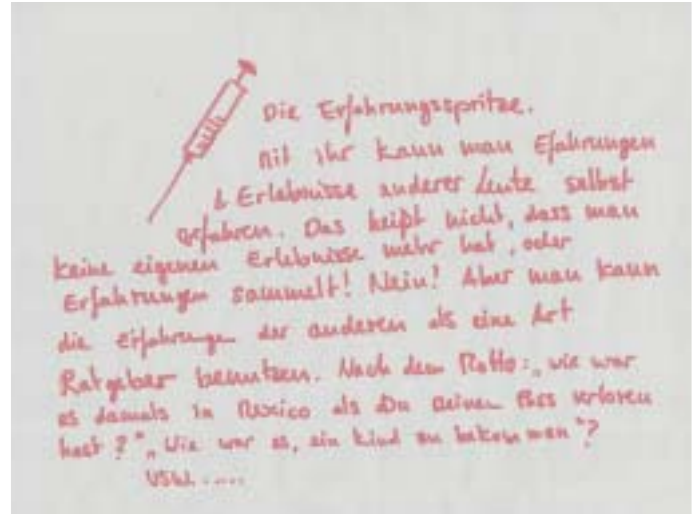 Die Erfahrungsspritze.
Mit ihr kann man Efahrungen
& Erlebnisse anderer Leute selbst
erfahren. Das heißt nicht, dass man
keine eigenen Erlebnisse mehr hat, oder
Erfahrungen sammelt! Nein! Aber man kann
die Erfahrungen der anderen als eine Art
Ratgeber benutzen. Nach dem Motto: „wie war
es damals in Mexico als Du Deinen Pass verloren
hast?" „Wie war es, ein Kind zu bekommen"?
USW.....